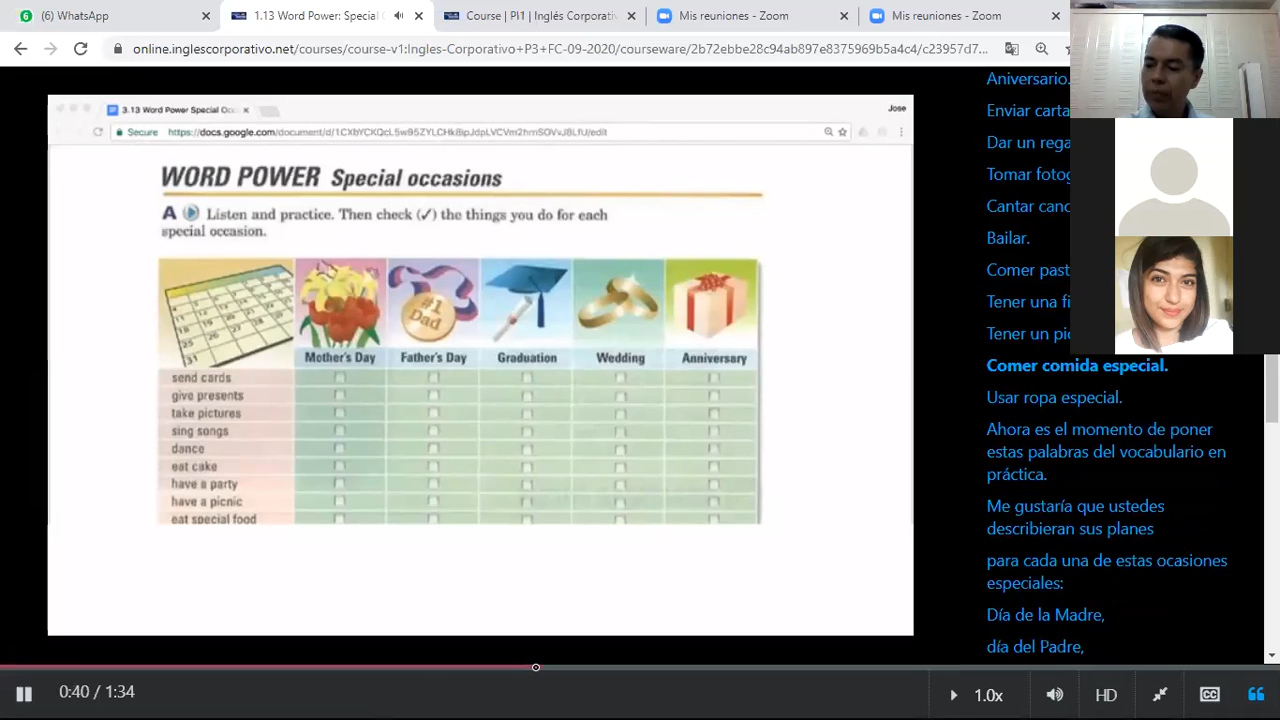 (6) WhatsApp
1.13 Word Power: Special
Course | PI1 | Inglés Corporati
Mis reuniones - Zoom
Mis reuniones - Zoom
online.inglescorporativo.net/courses/course-v1:Ingles-Corporativo+P3+FC-09-2020/courseware/2b72ebbe28c94ab897e8375969b5a4c4/c23957d7...
3.13 Word Power Special Occ
Jose
Secure
WORD POWER Special occasions
A Listen and practice. Then check (✓) the things you do for each
special occasion.
#1
Dad
Mother's Day Father's Day Graduation Wedding Anniversary
send cards
give presents
take pictures
sing songs
dance
eat cake
have a party
have a picnic
eat special food
Aniversario.
Enviar carta
Dar un rega
Tomar fotog
Cantar canc
Bailar.
Comer past
Tener una fi
Tener un pi
Comer comida especial.
Usar ropa especial.
Ahora es el momento de poner
estas palabras del vocabulario en
práctica.
Me gustaría que ustedes
describieran sus planes
para cada una de estas ocasiones
especiales:
Día de la Madre,
día del Padre,
0:40 / 1:34
1.0x
HD
CC